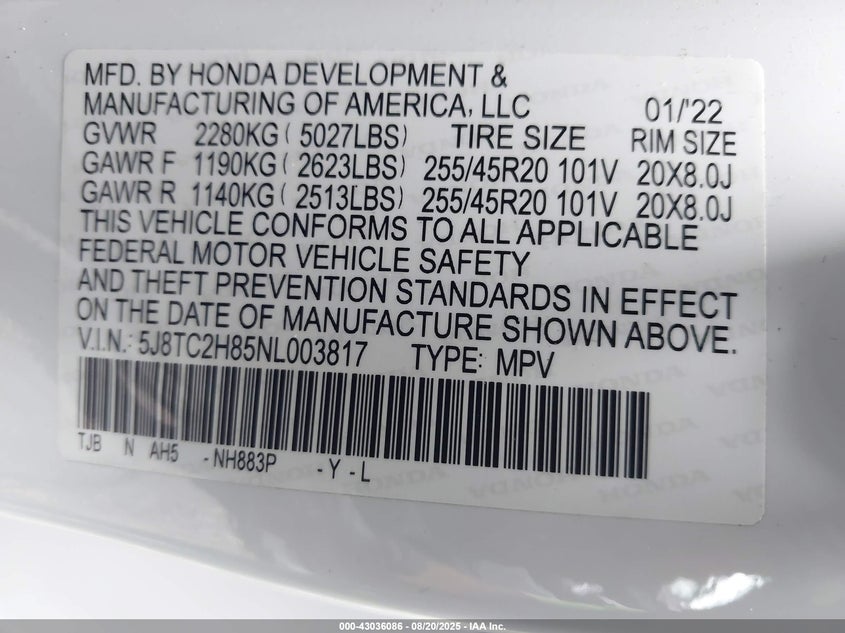 MFD. BY HONDA DEVELOPMENT &
MANUFACTURING OF AMERICA, LLC 01/'22
GVWR 2280KG ( 5027LBS) TIRE SIZE RIM SIZE
GAWR F 1190KG ( 2623LBS) 255/45R20 101V 20X8.0J
GAWR R 1140KG ( 2513LBS) 255/45R20 101V 20X8.0J
THIS VEHICLE CONFORMS TO ALL APPLICABLE
FEDERAL MOTOR VEHICLE SAFETY
AND THEFT PREVENTION STANDARDS IN EFFECT
ON THE DATE OF MANUFACTURE SHOWN ABOVE.
V.I.N.: 5J8TC2H85NL003817 TYPE: MPV
TJB N AH5 -NH883P -Y-L
000-43036086 - 08/20/2025 - IAA Inc.